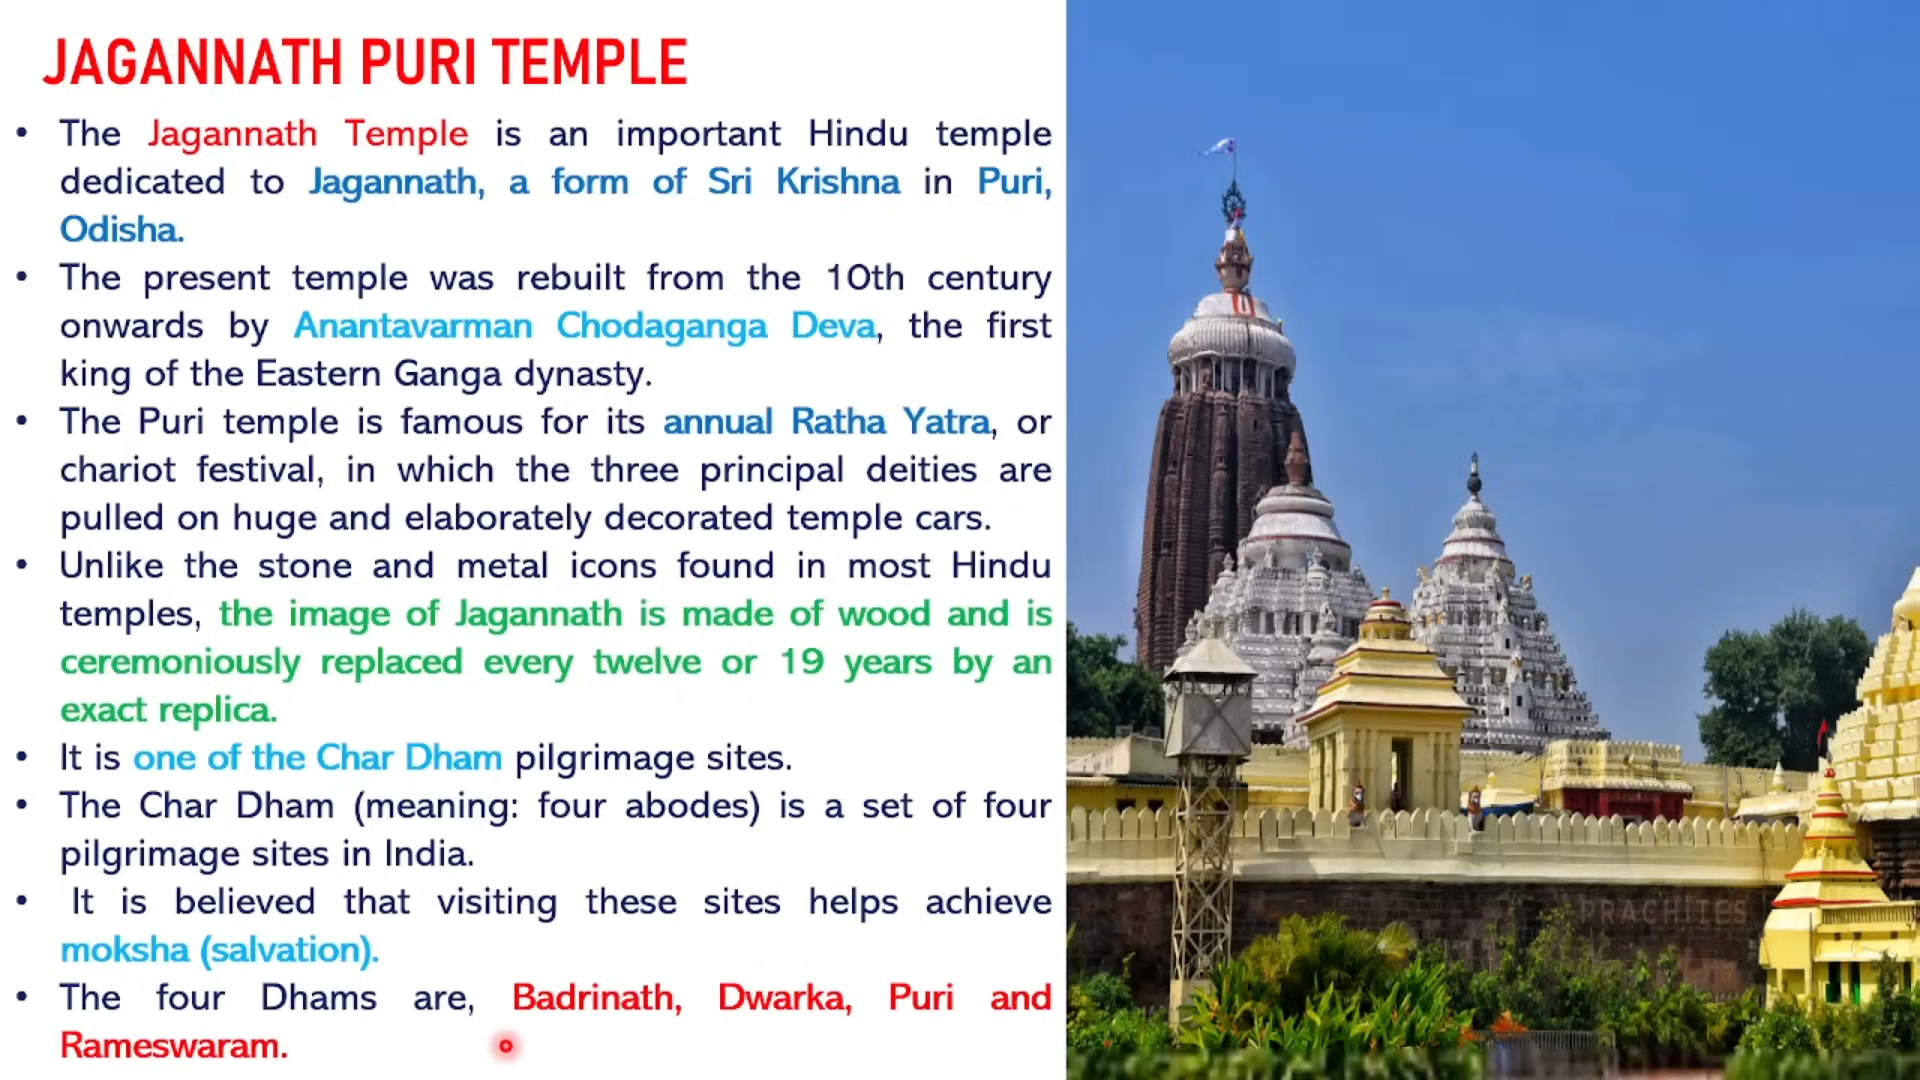 JAGANNATH PURI TEMPLE
• The Jagannath Temple is an important Hindu temple
dedicated to Jagannath, a form of Sri Krishna in Puri,
Odisha.
• The present temple was rebuilt from the 10th century
onwards by Anantavarman Chodaganga Deva, the first
king of the Eastern Ganga dynasty.
• The Puri temple is famous for its annual Ratha Yatra, or
chariot festival, in which the three principal deities are
pulled on huge and elaborately decorated temple cars.
• Unlike the stone and metal icons found in most Hindu
temples, the image of Jagannath is made of wood and is
ceremoniously replaced every twelve or 19 years by an
exact replica.
• It is one of the Char Dham pilgrimage sites.
• The Char Dham (meaning: four abodes) is a set of four
pilgrimage sites in India.
• It is believed that visiting these sites helps achieve
moksha (salvation).
• The four Dhams are, Badrinath, Dwarka, Puri and
Rameswaram.
PRACHITES